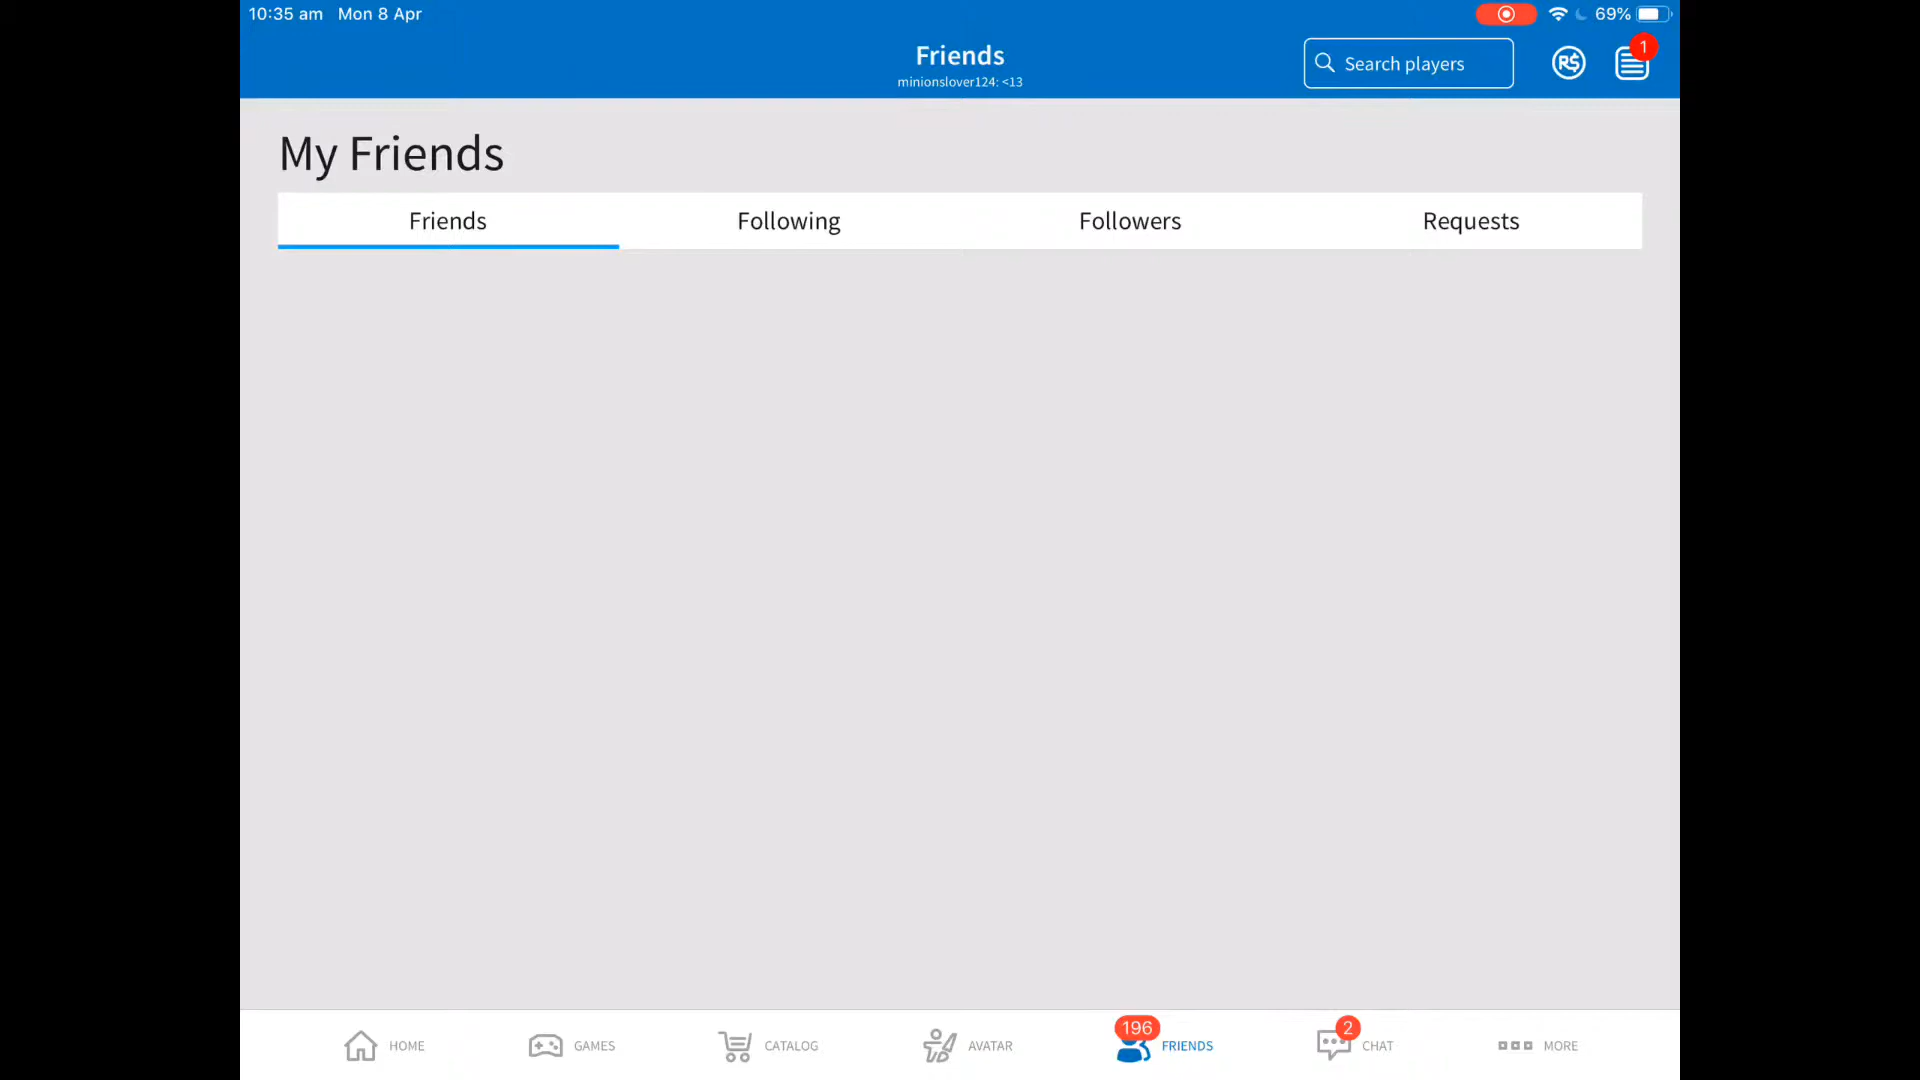 10:35 am Mon 8 Apr
69%
Friends
minionslover124: <13
Search players
R$
1
My Friends
Friends Following Followers Requests
HOME GAMES CATALOG AVATAR 196 FRIENDS 2 CHAT MORE